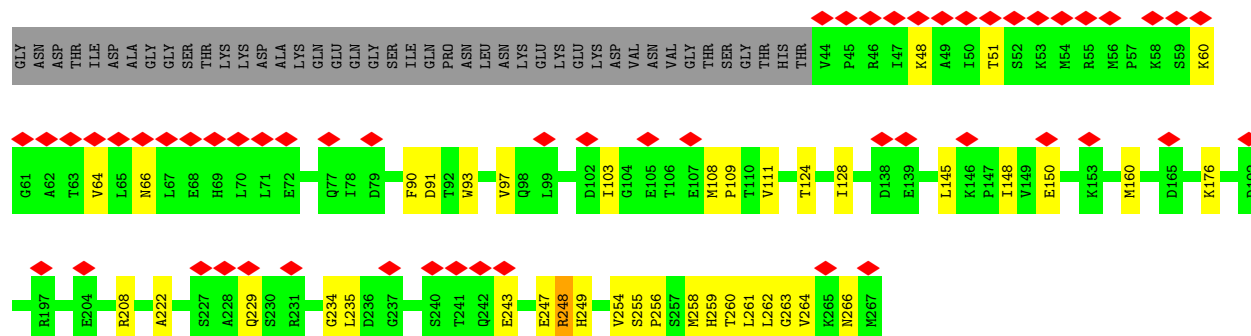 GLY ASN ASP THR ILE ASP ALA GLY GLY SER THR LYS LYS ASP ALA LYS GLN GLU GLN GLY SER ILE GLN PRO ASN LEU ASN LYS GLU LYS GLU LYS ASP VAL ASN VAL GLY THR SER GLY THR HIS THR V44 P45 R46 I47 K48 A49 I50 T51 S52 K53 M54 R55 M56 P57 K58 S59 K60
G61 A62 T63 V64 L65 N66 L67 E68 H69 L70 L71 E72 Q77 I78 D79 F90 D91 T92 W93 V97 Q98 L99 D102 I103 G104 E105 T106 E107 M108 P109 T110 V111 T124 I128 D138 E139 L145 K146 P147 I148 V149 E150 K153 M160 D165 K176
R197 E204 R208 A222 S227 A228 Q229 S230 R231 G234 L235 D236 G237 S240 T241 Q242 E243 E247 R248 H249 V254 S255 P256 S257 M258 H259 T260 L261 L262 G263 V264 K265 N266 M267